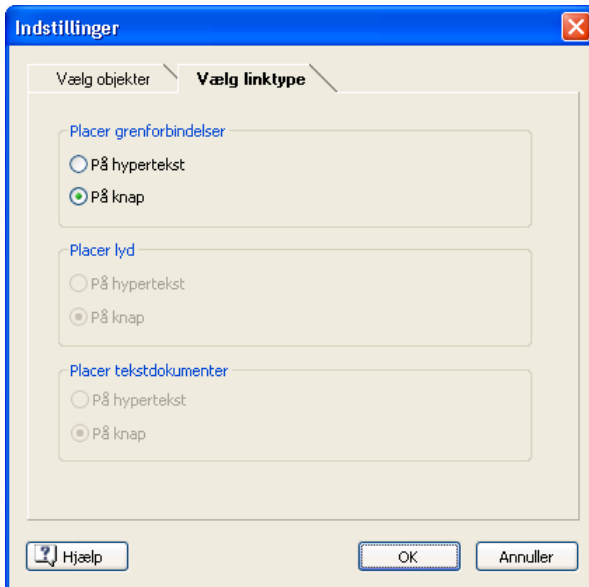 Indstillinger
Vælg objekter
Vælg linktype
Placer grenforbindelser
På hypertekst
På knap
Placer lyd
På hypertekst
På knap
Placer tekstdokumenter
På hypertekst
På knap
Hjælp
OK
Annuller